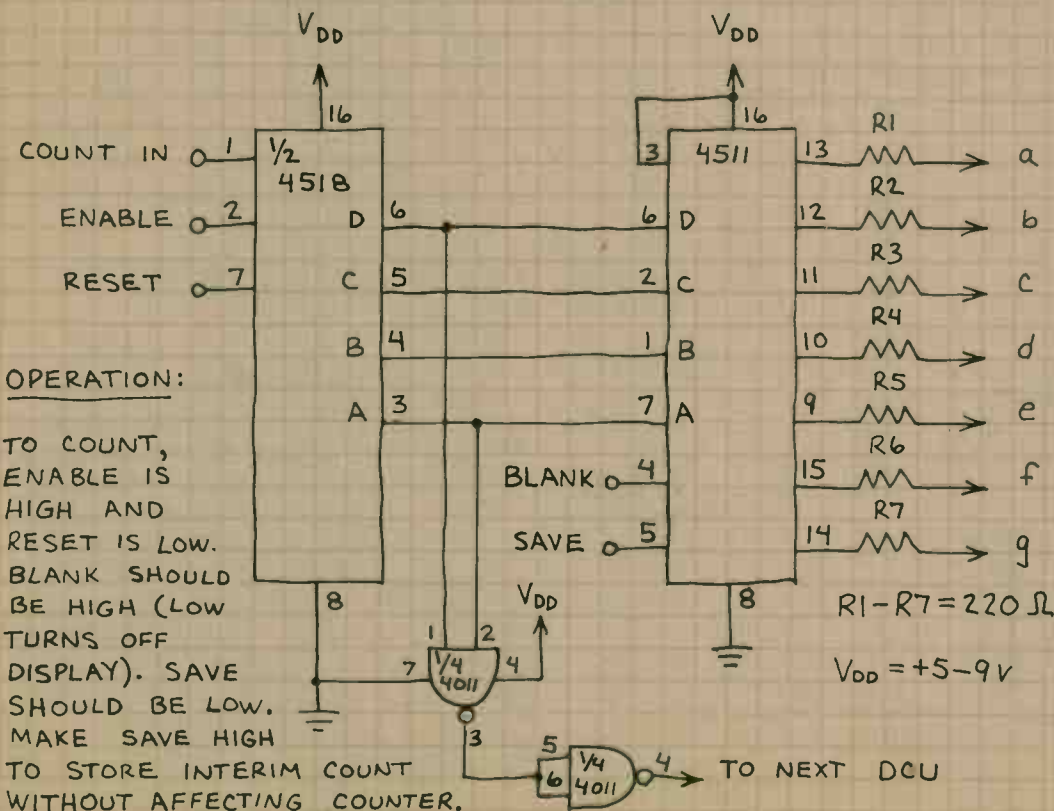 V_DD V_DD
16 16
COUNT IN 1 1/2 3 4511 13 R1 a
4518
ENABLE 2 D 6 6 D 12 R2 b
RESET 7 C 5 2 C 11 R3 c
B 4 1 B 10 R4 d
A 3 7 A 9 R5 e
BLANK 4 15 R6 f
SAVE 5 14 R7 g
8 8
OPERATION:
TO COUNT,
ENABLE IS
HIGH AND
RESET IS LOW.
BLANK SHOULD
BE HIGH (LOW
TURNS OFF
DISPLAY). SAVE
SHOULD BE LOW.
MAKE SAVE HIGH
TO STORE INTERIM COUNT
WITHOUT AFFECTING COUNTER.
V_DD
1 2
7 1/4 4
4011
3
5 1/4 4 TO NEXT DCU
6 4011
R1-R7 = 220 Ω
V_DD = +5-9V